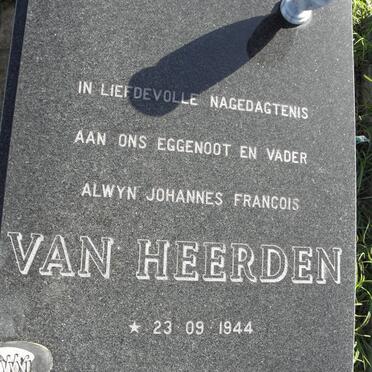 IN LIEFDEVOLLE NAGEDAGTENIS
AAN ONS EGGENOOT EN VADER
ALWYN JOHANNES FRANCOIS
VAN HEERDEN
★ 23 09 1944